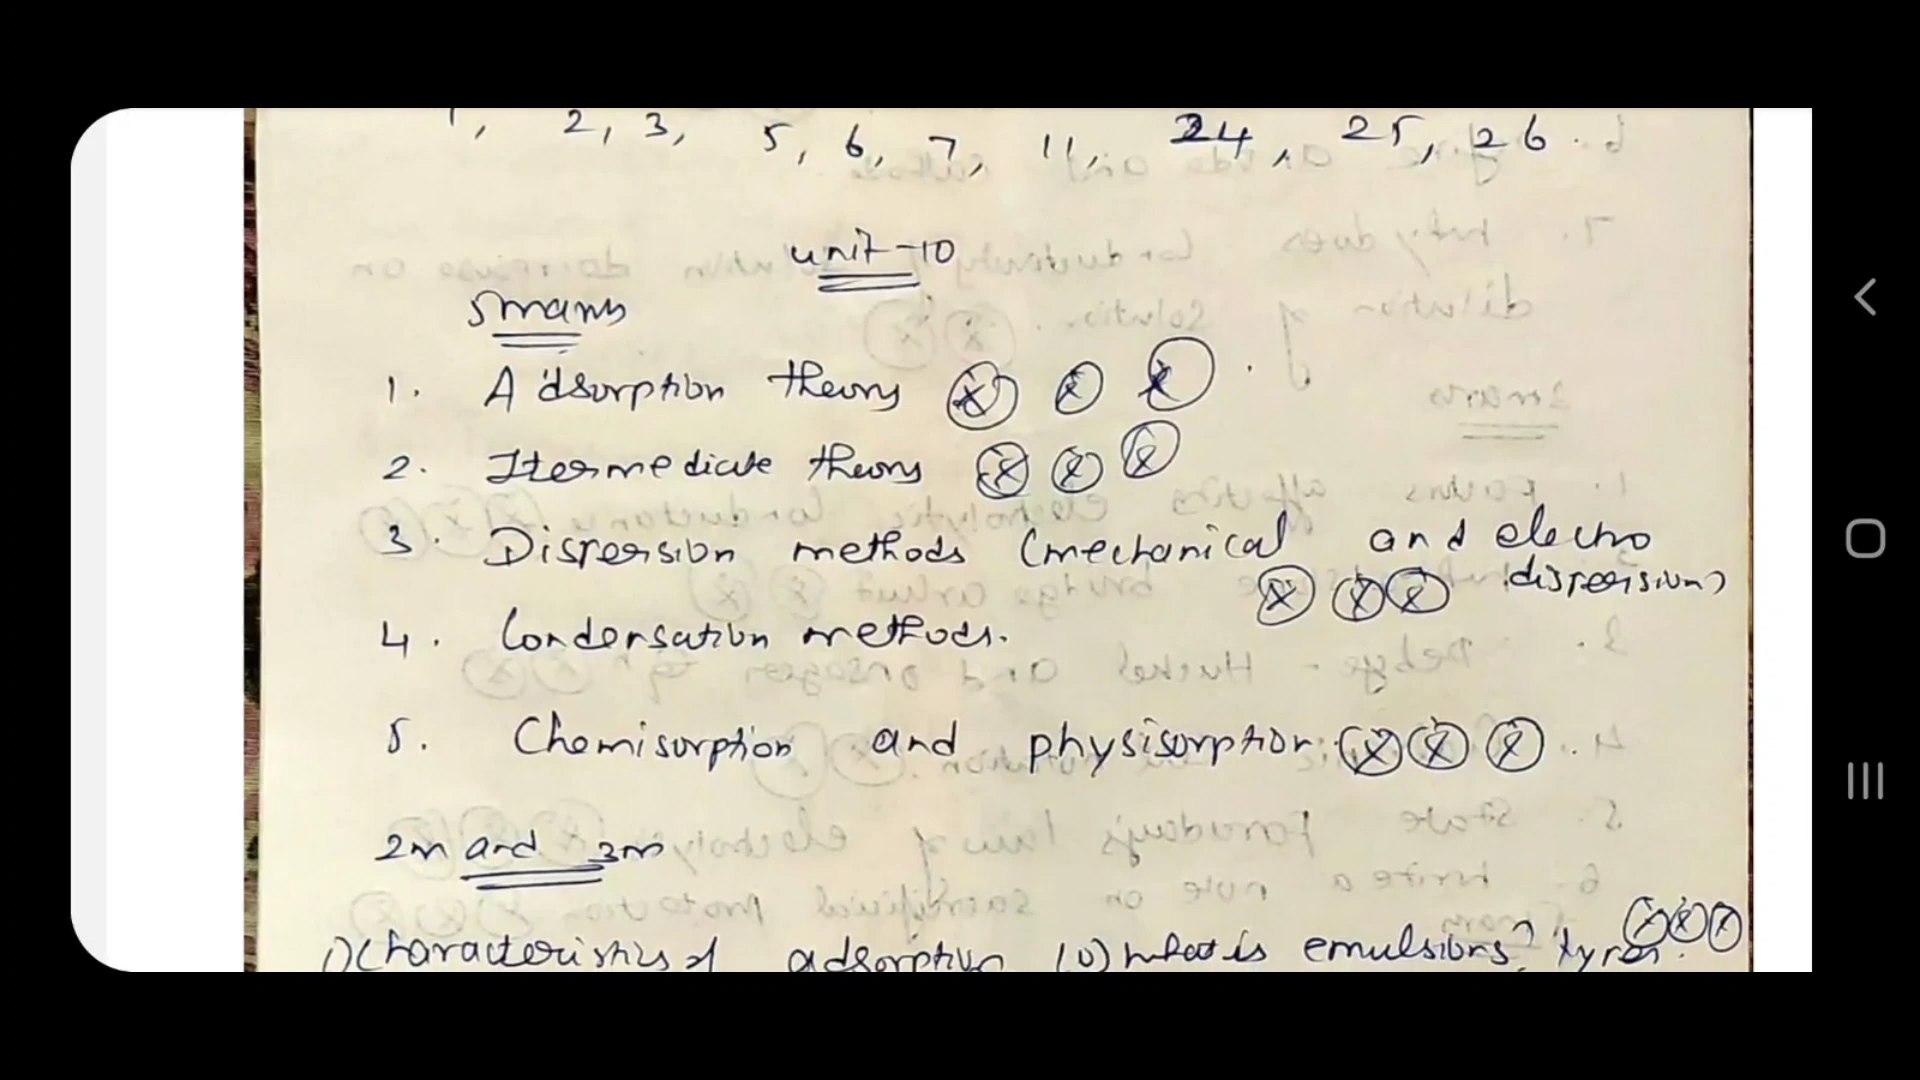 1, 2, 3, 5, 6, 7, 11, 24, 25, 26.
unit-10
5marks
1. Adsorption theory
2. Itermediate theory
3. Dispersion methods (mechanical and electro
dispersion)
4. Condensation methods.
5. Chemisorption and physisorption.
2m and 3m
1) Characteristics of adsorption 10) What is emulsions? types.